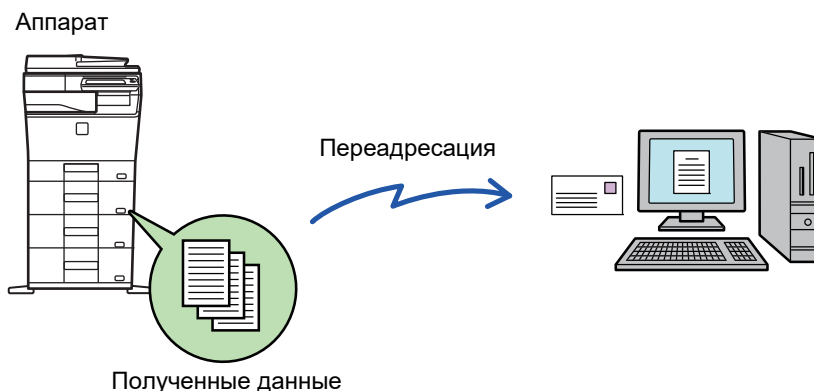 Аппарат
Переадресация
Полученные данные